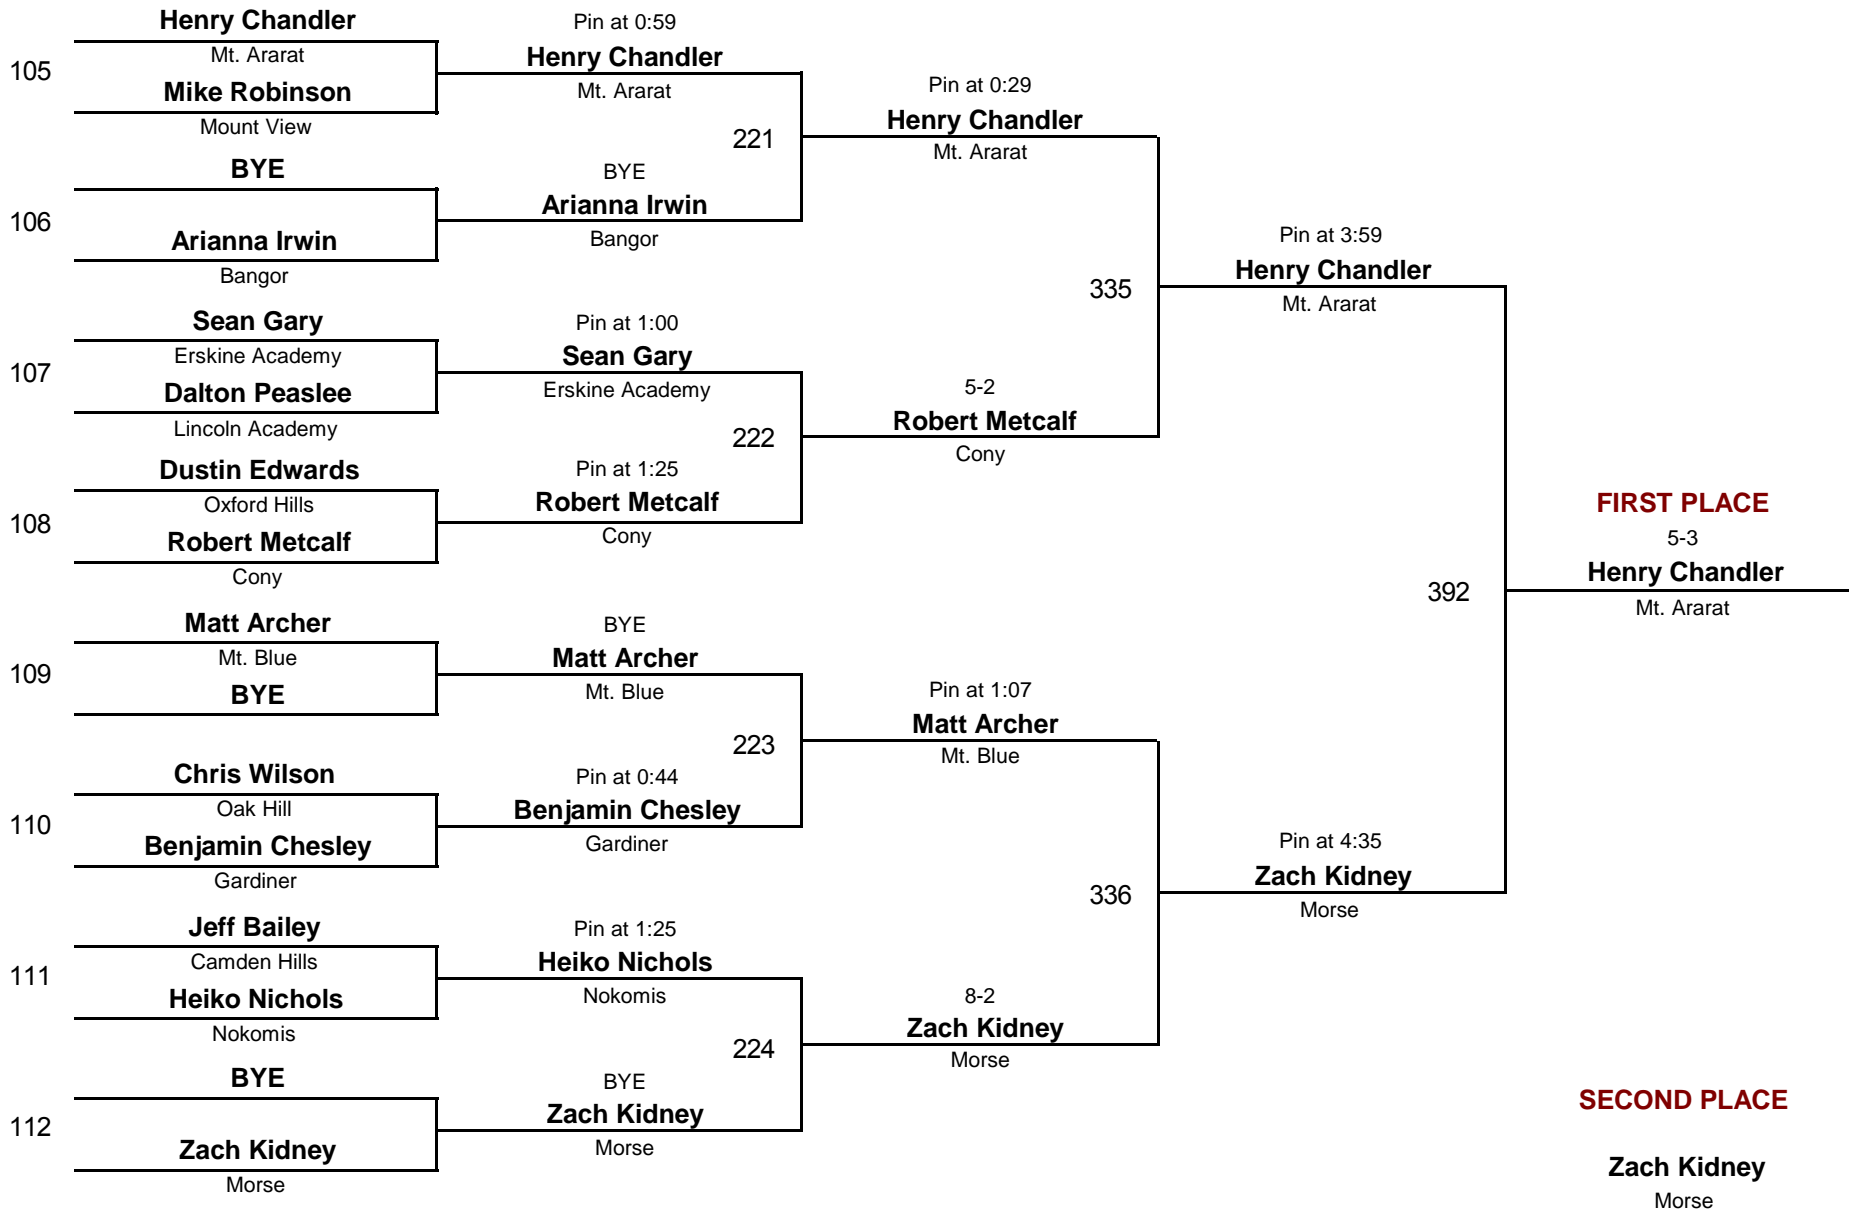 Henry Chandler
105
Mt. Ararat
Mike Robinson
Mount View
BYE
106
Arianna Irwin
Bangor
Sean Gary
107
Erskine Academy
Dalton Peaslee
Lincoln Academy
Dustin Edwards
108
Oxford Hills
Robert Metcalf
Cony
Matt Archer
109
Mt. Blue
BYE
Chris Wilson
110
Oak Hill
Benjamin Chesley
Gardiner
Jeff Bailey
111
Camden Hills
Heiko Nichols
Nokomis
BYE
112
Zach Kidney
Morse
Pin at 0:59
Henry Chandler
Mt. Ararat
221
BYE
Arianna Irwin
Bangor
Pin at 1:00
Sean Gary
Erskine Academy
222
Pin at 1:25
Robert Metcalf
Cony
BYE
Matt Archer
Mt. Blue
223
Pin at 0:44
Benjamin Chesley
Gardiner
Pin at 1:25
Heiko Nichols
Nokomis
224
BYE
Zach Kidney
Morse
Pin at 0:29
Henry Chandler
Mt. Ararat
335
5-2
Robert Metcalf
Cony
Pin at 1:07
Matt Archer
Mt. Blue
336
8-2
Zach Kidney
Morse
Pin at 3:59
Henry Chandler
Mt. Ararat
392
Pin at 4:35
Zach Kidney
Morse
FIRST PLACE
5-3
Henry Chandler
Mt. Ararat
SECOND PLACE
Zach Kidney
Morse